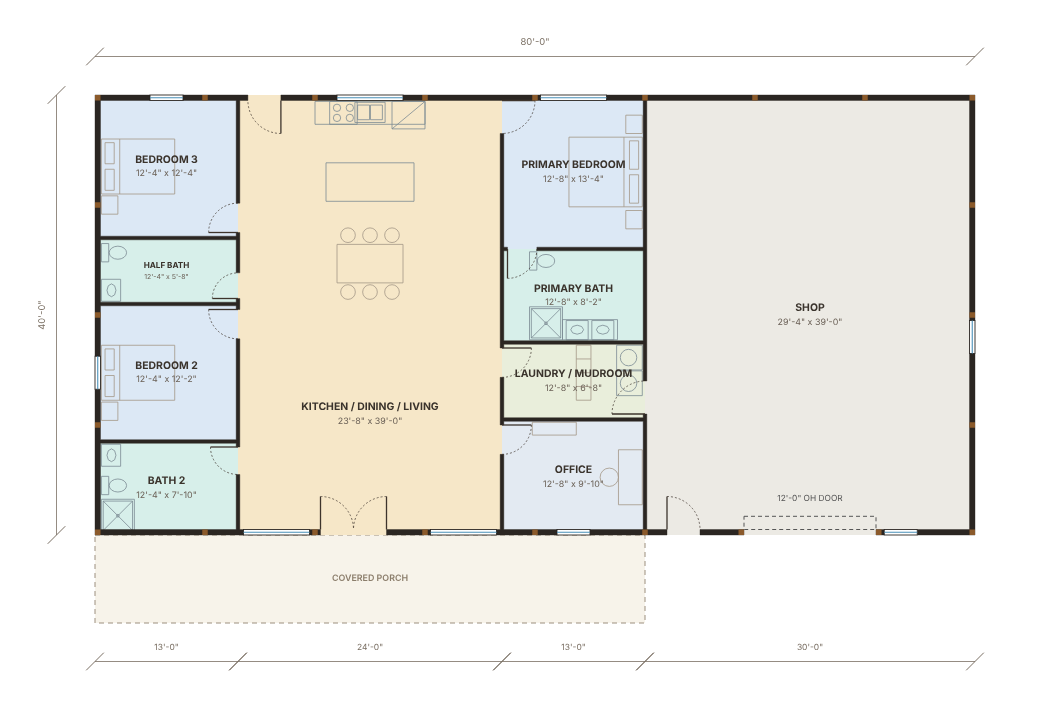 80'-0"
40'-0"
BEDROOM 3
12'-4" x 12'-4"
PRIMARY BEDROOM
12'-8" x 13'-4"
HALF BATH
12'-4" x 5'-8"
PRIMARY BATH
12'-8" x 8'-2"
SHOP
29'-4" x 39'-0"
BEDROOM 2
12'-4" x 12'-2"
LAUNDRY / MUDROOM
12'-8" x 6'-8"
KITCHEN / DINING / LIVING
23'-8" x 39'-0"
BATH 2
12'-4" x 7'-10"
OFFICE
12'-8" x 9'-10"
12'-0" OH DOOR
COVERED PORCH
13'-0"
24'-0"
13'-0"
30'-0"